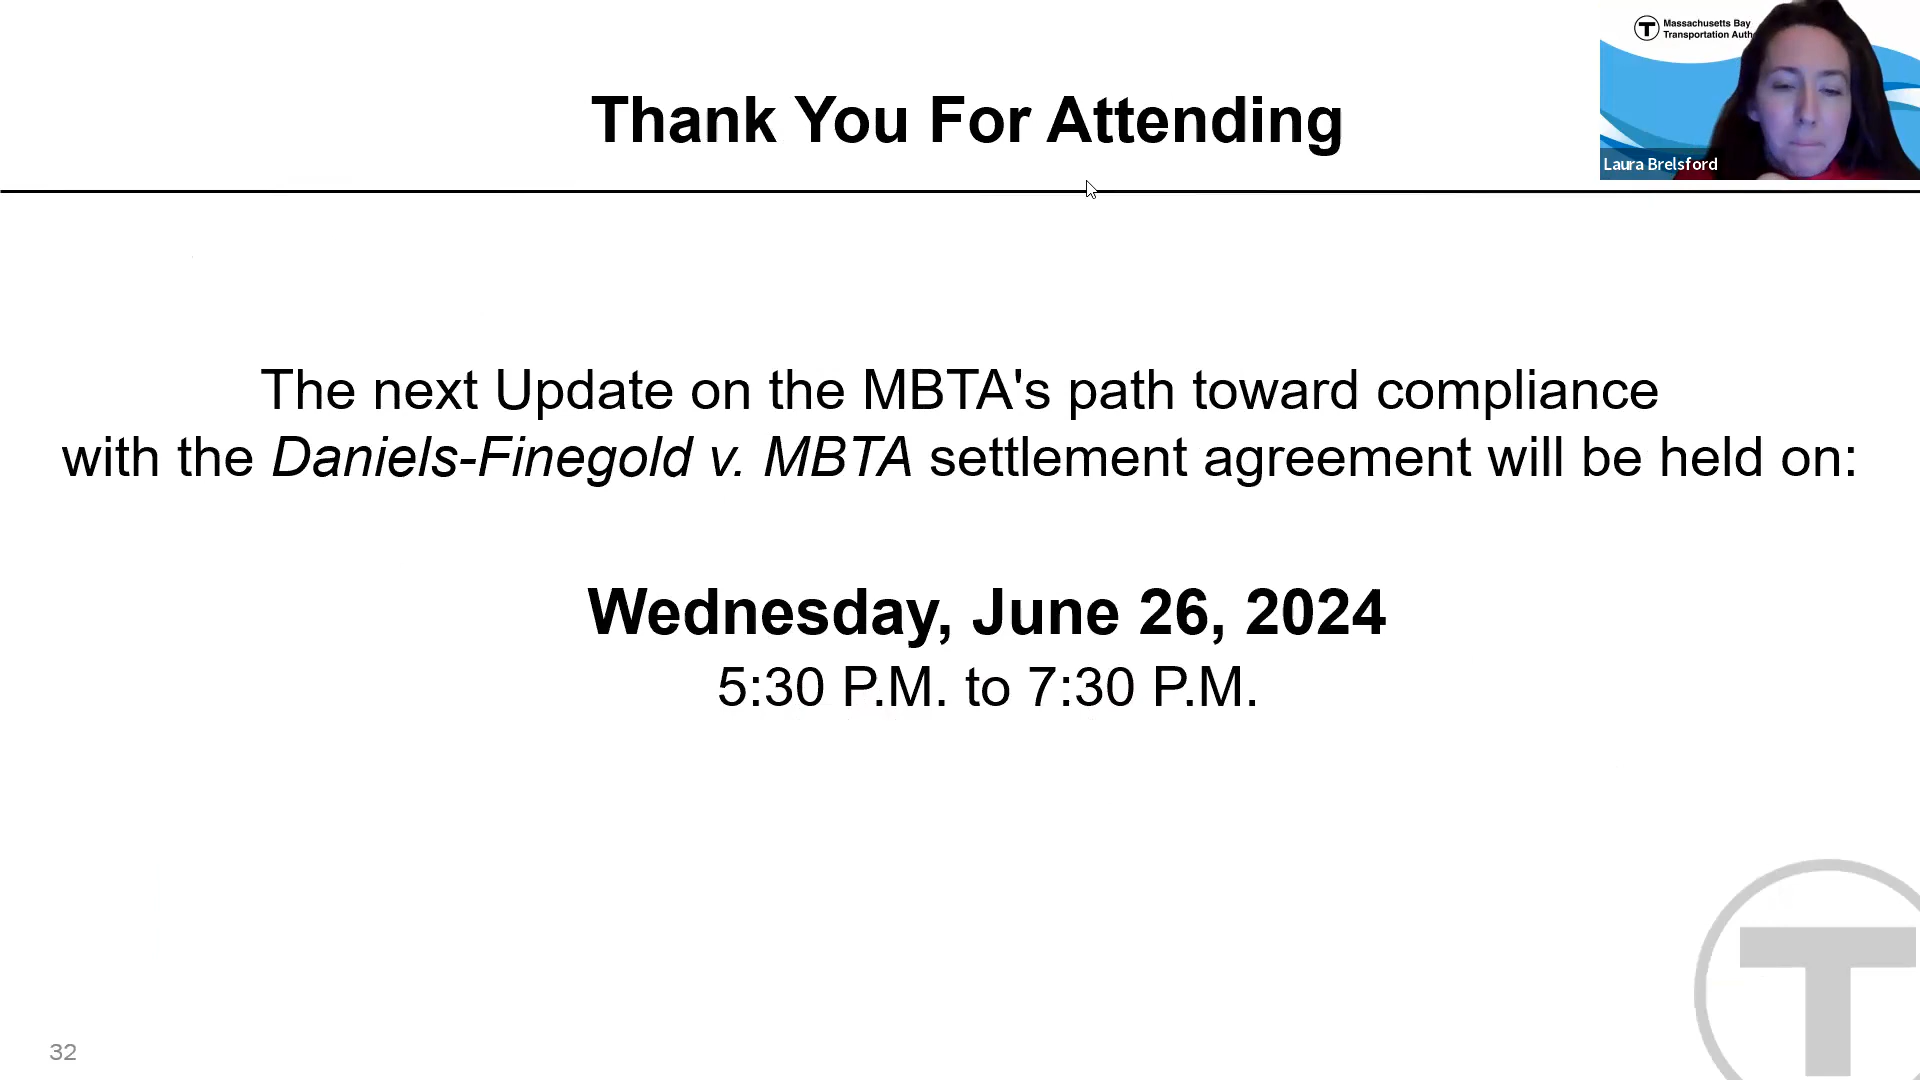 Massachusetts Bay
Transportation Auth
Thank You For Attending
Laura Brelsford
The next Update on the MBTA's path toward compliance
with the Daniels-Finegold v. MBTA settlement agreement will be held on:
Wednesday, June 26, 2024
5:30 P.M. to 7:30 P.M.
32
T